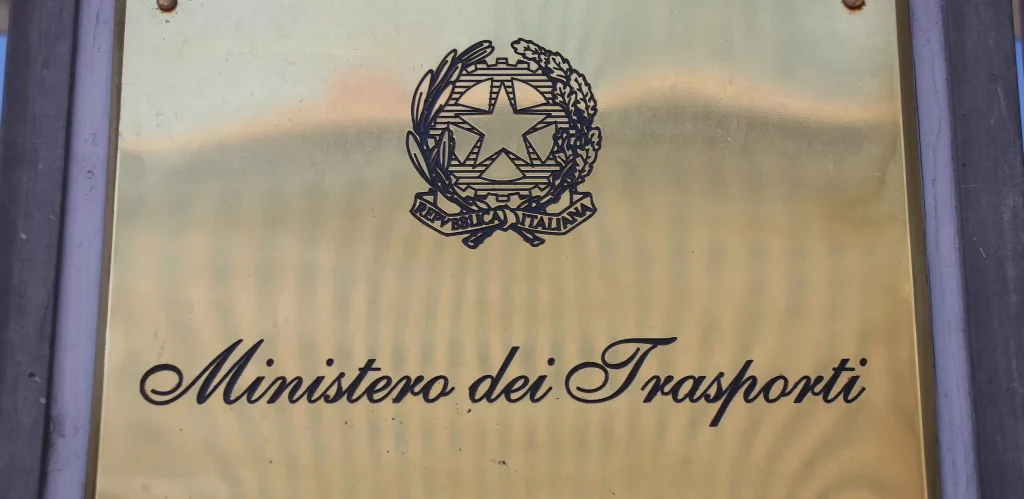 REPVBBLICA ITALIANA
Ministero dei Trasporti